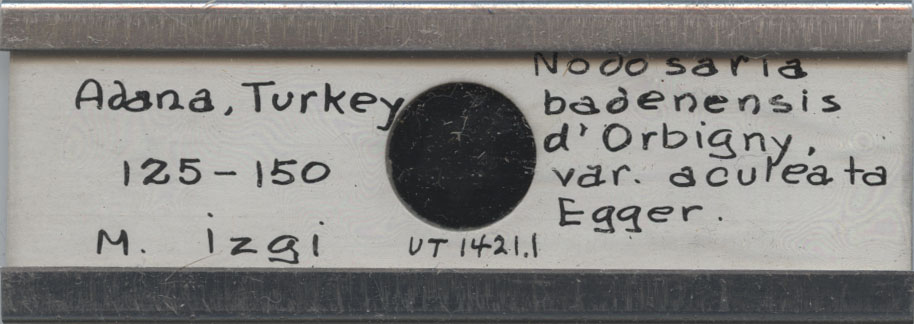 Adana, Turkey
125-150
M. İzgi
UT 1421.1
Nodosaria
badenensis
d'Orbigny,
var. aculeata
Egger.